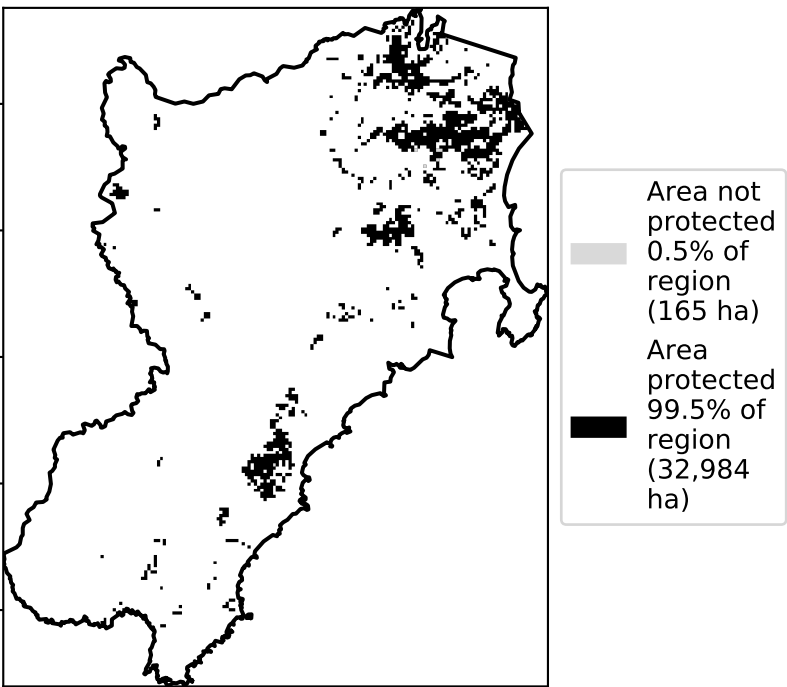 Area not
protected
0.5% of
region
(165 ha)
Area
protected
99.5% of
region
(32,984
ha)